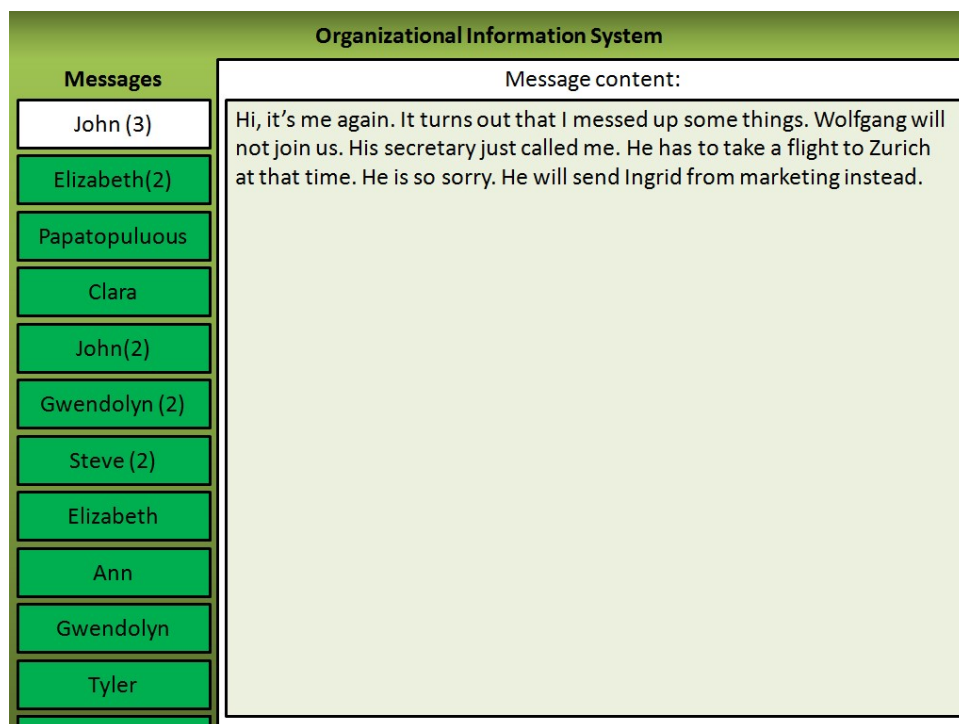 Organizational Information System
Messages
Message content:
John (3)
Elizabeth(2)
Papatopuluous
Clara
John(2)
Gwendolyn (2)
Steve (2)
Elizabeth
Ann
Gwendolyn
Tyler
Hi, it’s me again. It turns out that I messed up some things. Wolfgang will
not join us. His secretary just called me. He has to take a flight to Zurich
at that time. He is so sorry. He will send Ingrid from marketing instead.